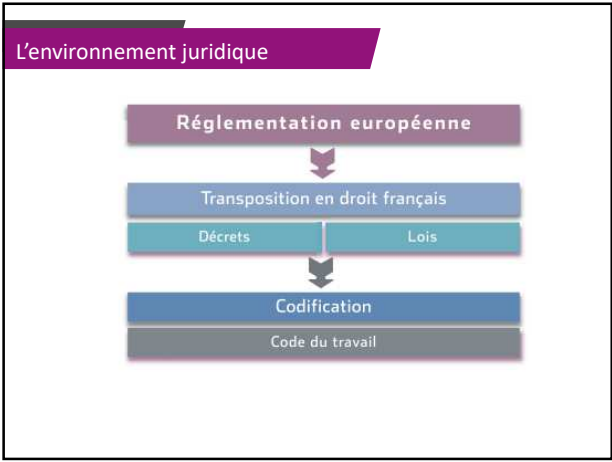 L'environnement juridique
Réglementation européenne
Transposition en droit français
Décrets Lois
Codification
Code du travail